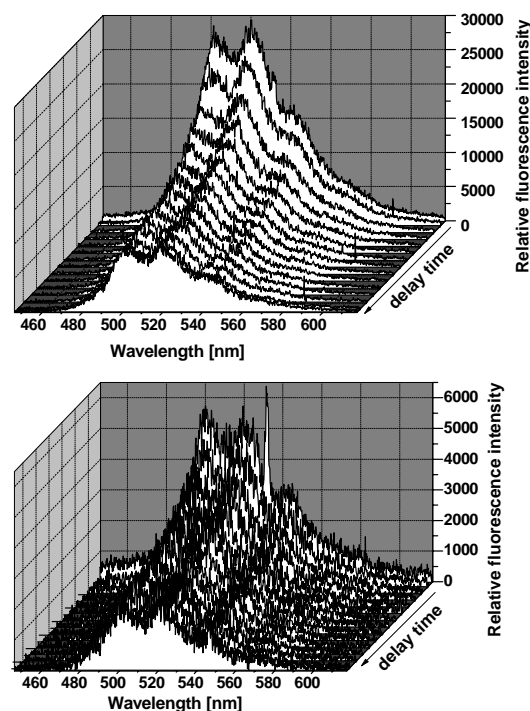 30000
25000
20000
15000
10000
5000
0
Relative fluorescence intensity
delay time
460 480 500 520 540 560 580 600
Wavelength [nm]
6000
5000
4000
3000
2000
1000
0
Relative fluorescence intensity
delay time
460 480 500 520 540 560 580 600
Wavelength [nm]